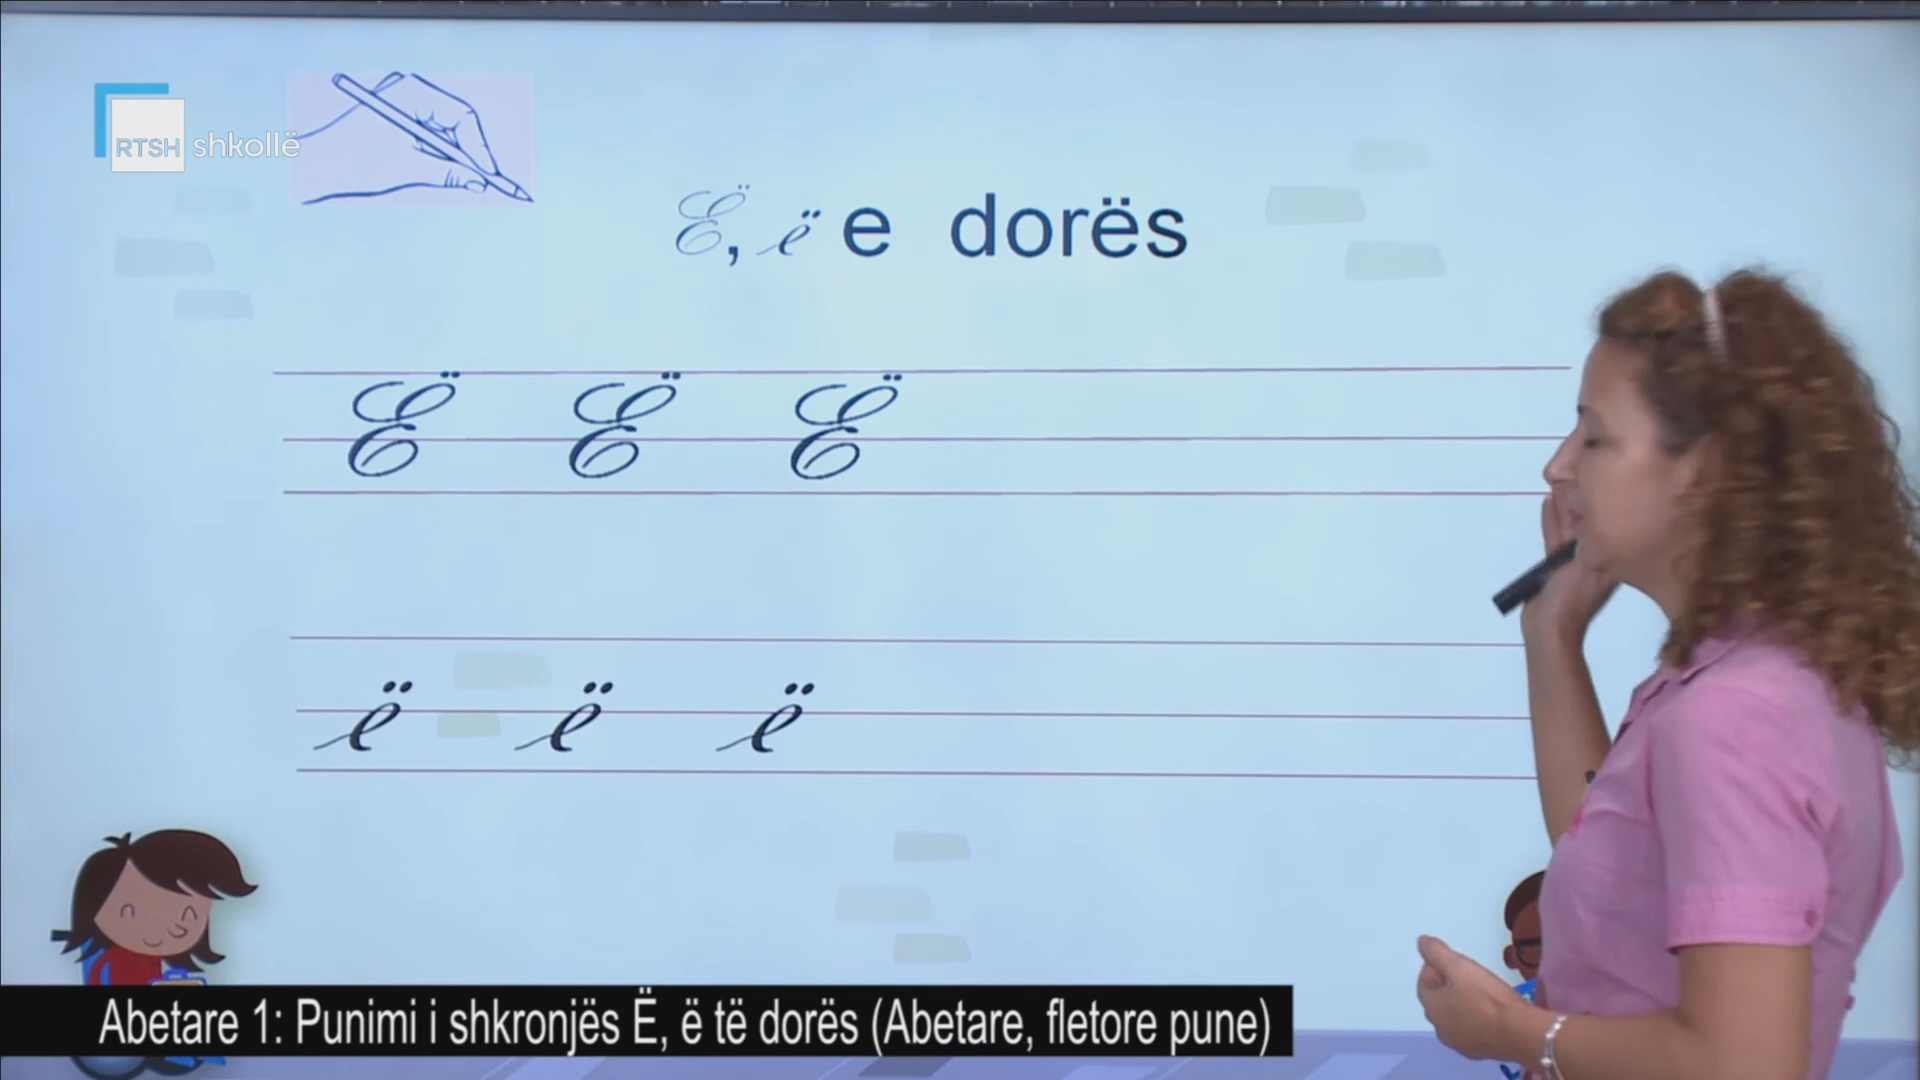 RTSH shkollë
Ë, ë e dorës
Ë Ë Ë
ë ë ë
Abetare 1: Punimi i shkronjës Ë, ë të dorës (Abetare, fletore pune)